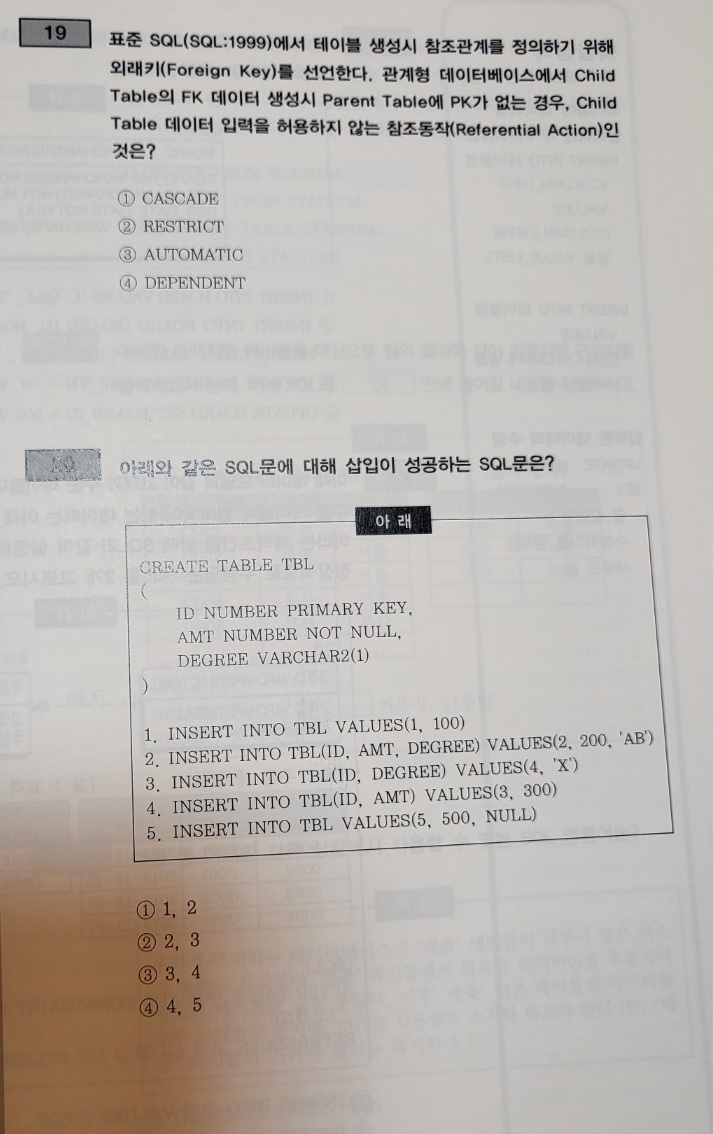 19
표준 SQL(SQL:1999)에서 테이블 생성시 참조관계를 정의하기 위해
외래키(Foreign Key)를 선언한다. 관계형 데이터베이스에서 Child
Table의 FK 데이터 생성시 Parent Table에 PK가 없는 경우, Child
Table 데이터 입력을 허용하지 않는 참조동작(Referential Action)인
것은?
① CASCADE
② RESTRICT
③ AUTOMATIC
④ DEPENDENT
아래와 같은 SQL문에 대해 삽입이 성공하는 SQL문은?
아 래
CREATE TABLE TBL
(
ID NUMBER PRIMARY KEY,
AMT NUMBER NOT NULL,
DEGREE VARCHAR2(1)
)
1. INSERT INTO TBL VALUES(1, 100)
2. INSERT INTO TBL(ID, AMT, DEGREE) VALUES(2, 200, 'AB')
3. INSERT INTO TBL(ID, DEGREE) VALUES(4, 'X')
4. INSERT INTO TBL(ID, AMT) VALUES(3, 300)
5. INSERT INTO TBL VALUES(5, 500, NULL)
① 1, 2
② 2, 3
③ 3, 4
④ 4, 5